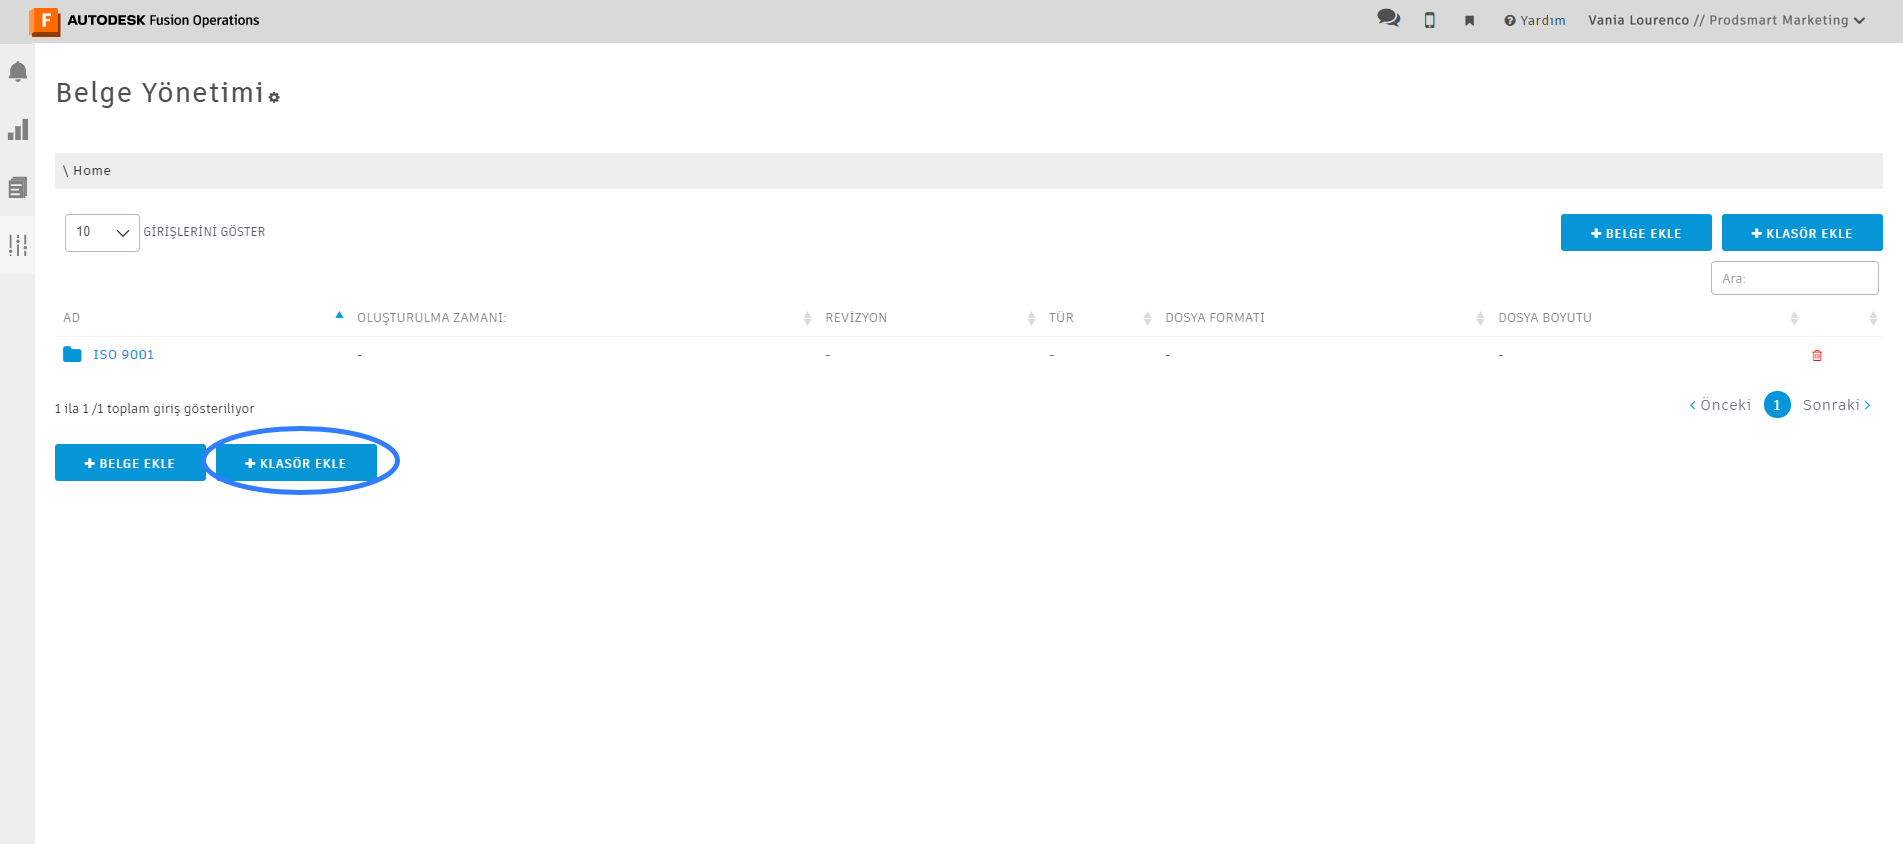 F AUTODESK Fusion Operations
Yardım Vania Lourenco // Prodsmart Marketing
Belge Yönetimi
\ Home
10 GİRİŞLERİNİ GÖSTER
+ BELGE EKLE + KLASÖR EKLE
Ara:
AD OLUŞTURULMA ZAMANI: REVİZYON TÜR DOSYA FORMATI DOSYA BOYUTU
ISO 9001 - - - - -
1 ila 1 /1 toplam giriş gösteriliyor
‹ Önceki 1 Sonraki ›
+ BELGE EKLE + KLASÖR EKLE